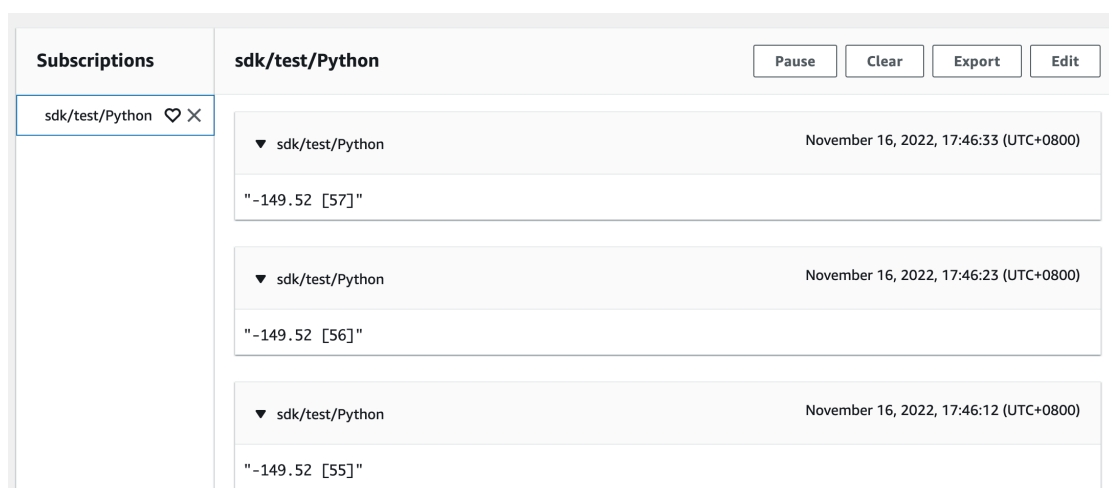 Subscriptions
sdk/test/Python
Pause
Clear
Export
Edit
sdk/test/Python
sdk/test/Python
November 16, 2022, 17:46:33 (UTC+0800)
"-149.52 [57]"
sdk/test/Python
November 16, 2022, 17:46:23 (UTC+0800)
"-149.52 [56]"
sdk/test/Python
November 16, 2022, 17:46:12 (UTC+0800)
"-149.52 [55]"